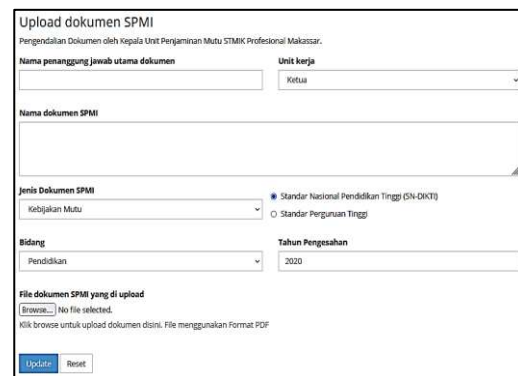 Upload dokumen SPMI
Pengendalian Dokumen oleh Kepala Unit Penjaminan Mutu STMIK Profesional Makassar.
Nama penanggung jawab utama dokumen
Unit kerja
Ketua
Nama dokumen SPMI
Jenis Dokumen SPMI
Kebijakan Mutu
Standar Nasional Pendidikan Tinggi (SN-DIKTI)
Standar Perguruan Tinggi
Bidang
Tahun Pengesahan
Pendidikan
2020
File dokumen SPMI yang di upload
Browse... No file selected.
Klik browse untuk upload dokumen disini. File menggunakan Format PDF
Update Reset